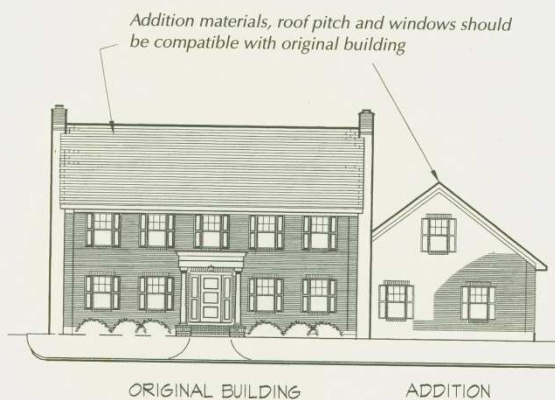 Addition materials, roof pitch and windows should
be compatible with original building
ORIGINAL BUILDING
ADDITION